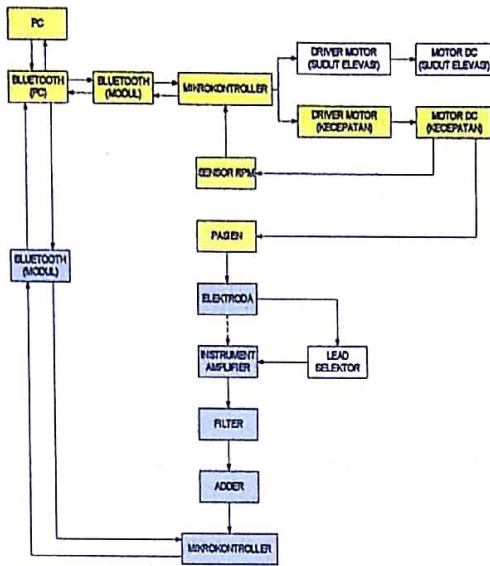 PC
BLUETOOTH
(PC)
BLUETOOTH
(MODUL)
MIKROKONTROLLER
DRIVER MOTOR
(SUDUT ELEVASI)
MOTOR DC
(SUDUT ELEVASI)
DRIVER MOTOR
(KECEPATAN)
MOTOR DC
(KECEPATAN)
SENSOR RPM
PASIEN
BLUETOOTH
(MODUL)
ELEKTRODA
INSTRUMENT
AMPLIFIER
LEAD
SELEKTOR
FILTER
ADDER
MIKROKONTROLLER